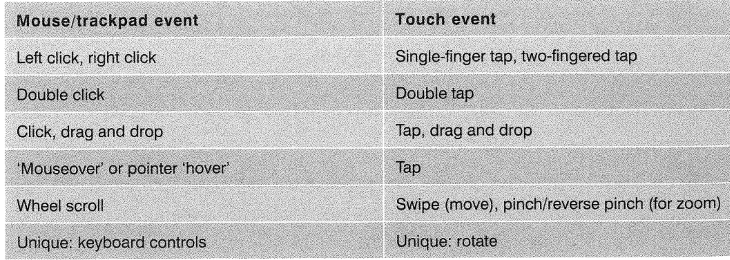 Mouse/trackpad event Touch event
Left click, right click Single-finger tap, two-fingered tap
Double click Double tap
Click, drag and drop Tap, drag and drop
‘Mouseover’ or pointer ‘hover’ Tap
Wheel scroll Swipe (move), pinch/reverse pinch (for zoom)
Unique: keyboard controls Unique: rotate